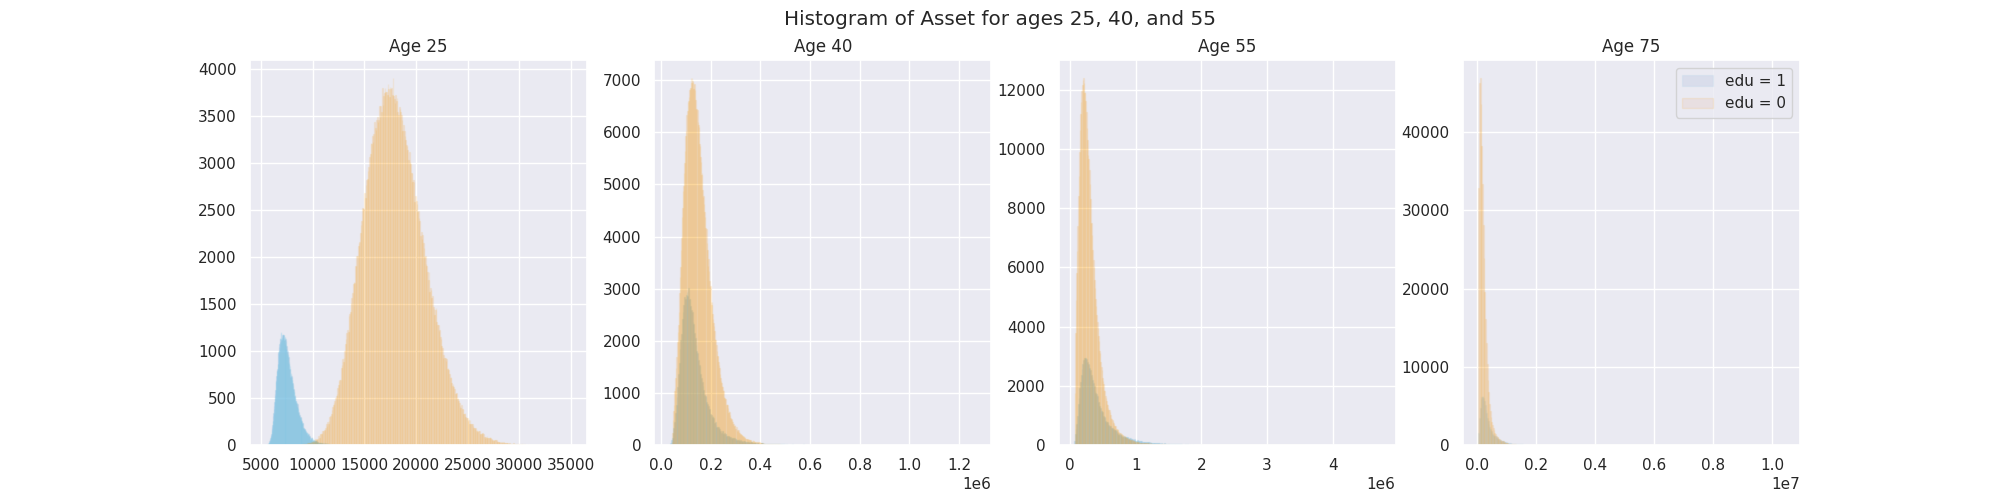 Histogram of Asset for ages 25, 40, and 55
Age 25
4000
3500
3000
2500
2000
1500
1000
500
0
5000 10000 15000 20000 25000 30000 35000
Age 40
7000
6000
5000
4000
3000
2000
1000
0
0.0 0.2 0.4 0.6 0.8 1.0 1.2
1e6
Age 55
12000
10000
8000
6000
4000
2000
0
0 1 2 3 4
1e6
Age 75
edu = 1
edu = 0
40000
30000
20000
10000
0
0.0 0.2 0.4 0.6 0.8 1.0
1e7